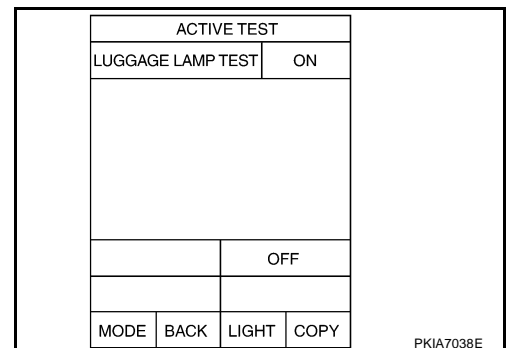 ACTIVE TEST
LUGGAGE LAMP TEST ON
OFF
MODE BACK LIGHT COPY
PKIA7038E